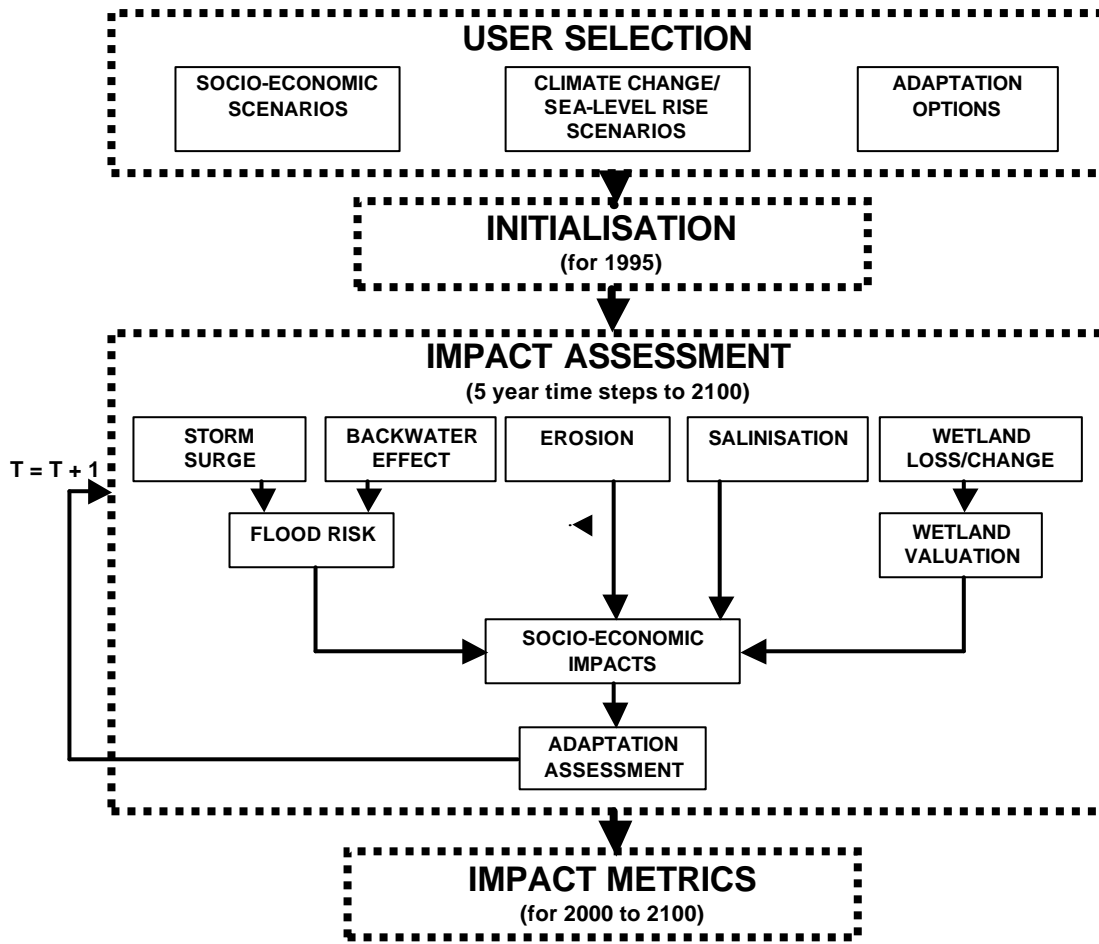 USER SELECTION
SOCIO-ECONOMIC
SCENARIOS
CLIMATE CHANGE/
SEA-LEVEL RISE
SCENARIOS
ADAPTATION
OPTIONS
INITIALISATION
(for 1995)
IMPACT ASSESSMENT
(5 year time steps to 2100)
STORM
SURGE
BACKWATER
EFFECT
EROSION
SALINISATION
WETLAND
LOSS/CHANGE
T = T + 1
FLOOD RISK
WETLAND
VALUATION
SOCIO-ECONOMIC
IMPACTS
ADAPTATION
ASSESSMENT
IMPACT METRICS
(for 2000 to 2100)